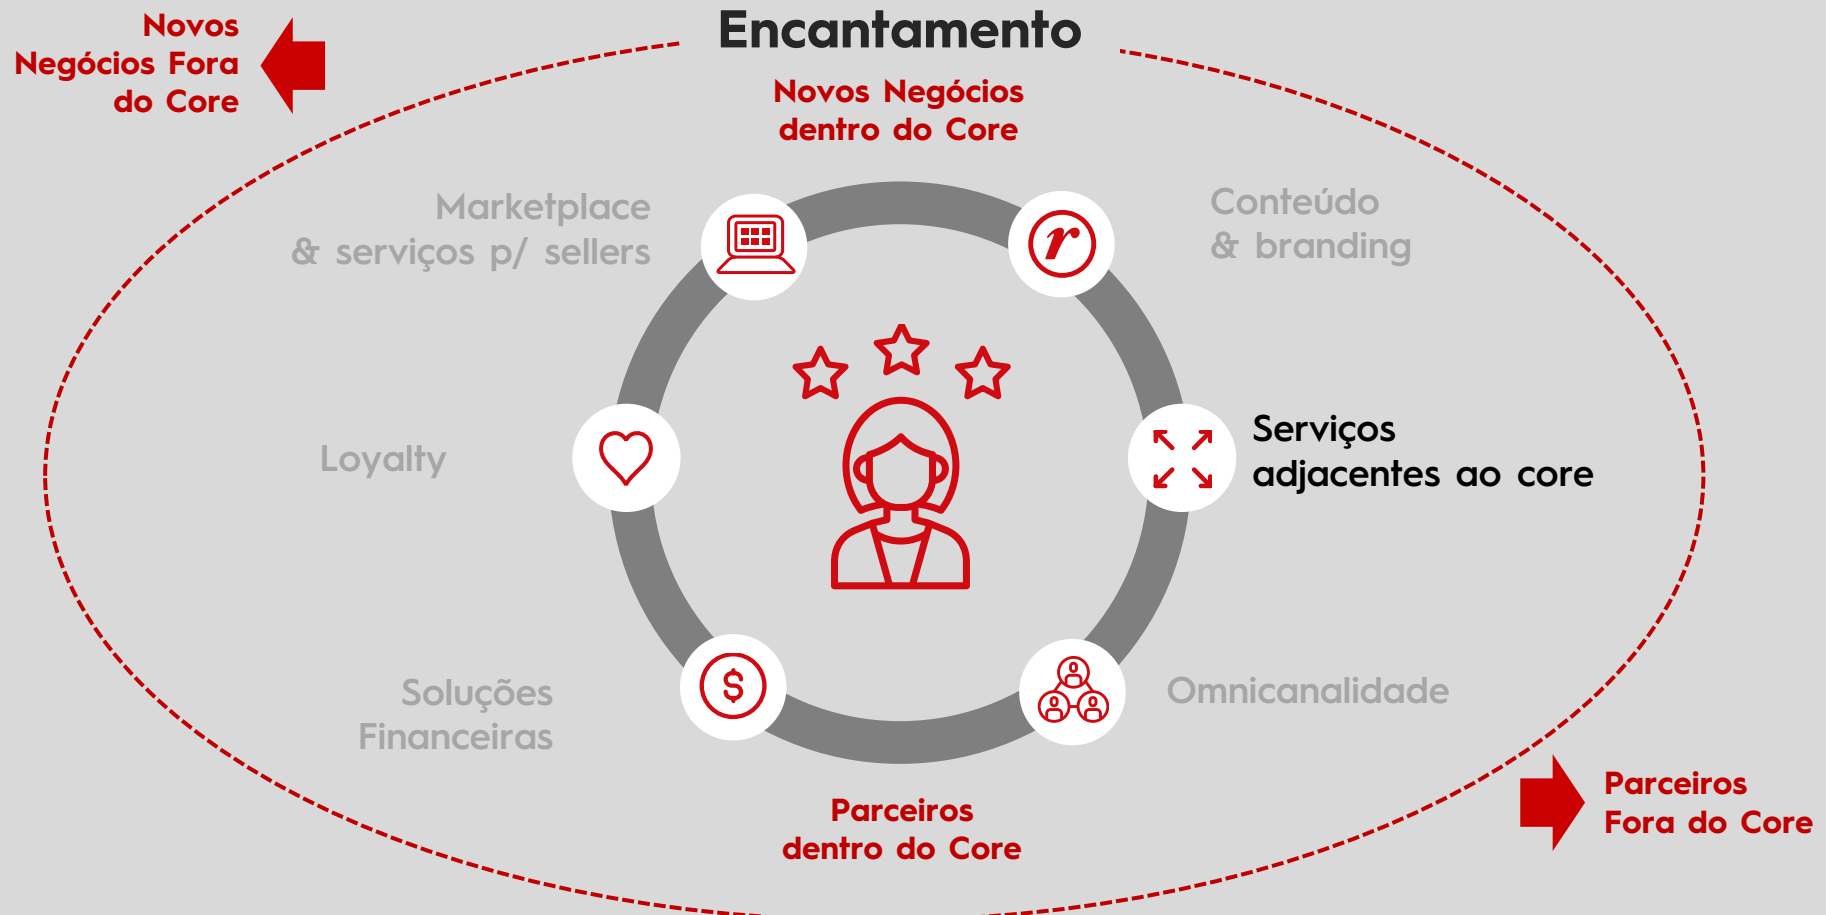 Encantamento
Novos
Negócios Fora
do Core
Novos Negócios
dentro do Core
Marketplace
& serviços p/ sellers
r
Conteúdo
& branding
Loyalty
Serviços
adjacentes ao core
Soluções
Financeiras
$
Omnicanalidade
Parceiros
dentro do Core
Parceiros
Fora do Core